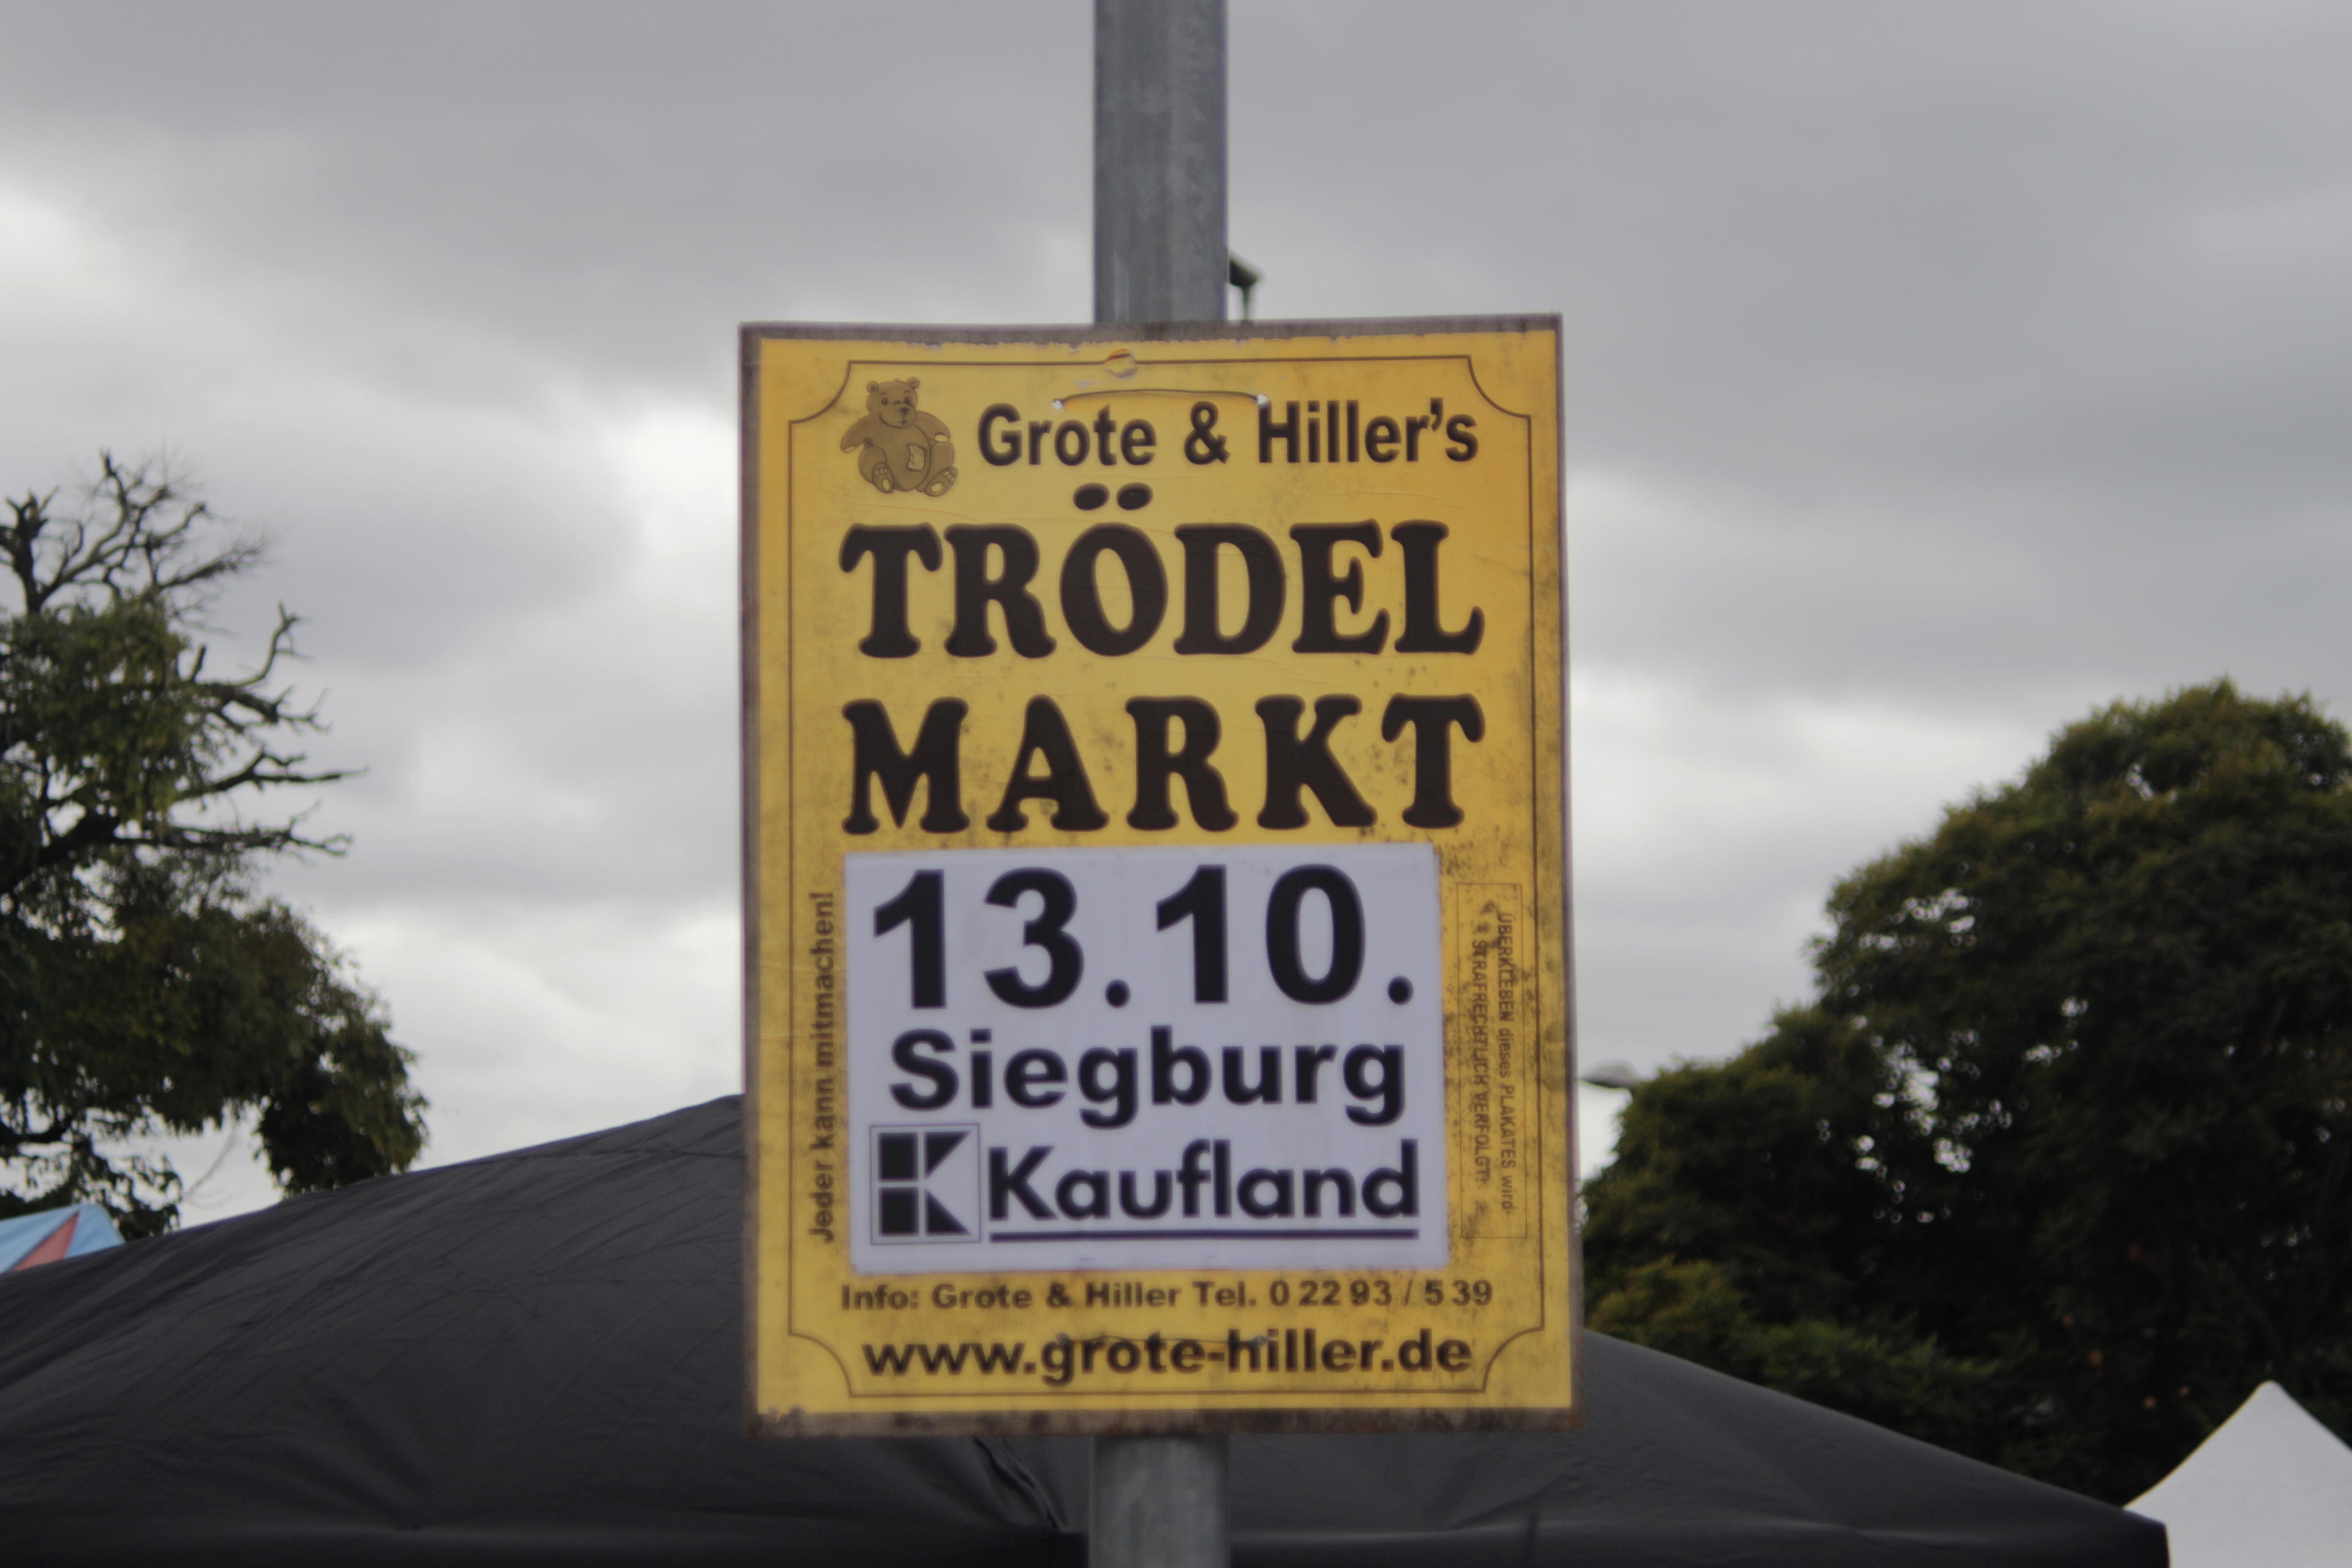 Grote & Hiller's
TRÖDEL
MARKT
13.10.
Siegburg
Kaufland
Jeder kann mitmachen!
ÜBERKLEBEN dieses PLAKATES wird
STRAFRECHTLICH VERFOLGT!
Info: Grote & Hiller Tel. 0 22 93 / 5 39
www.grote-hiller.de